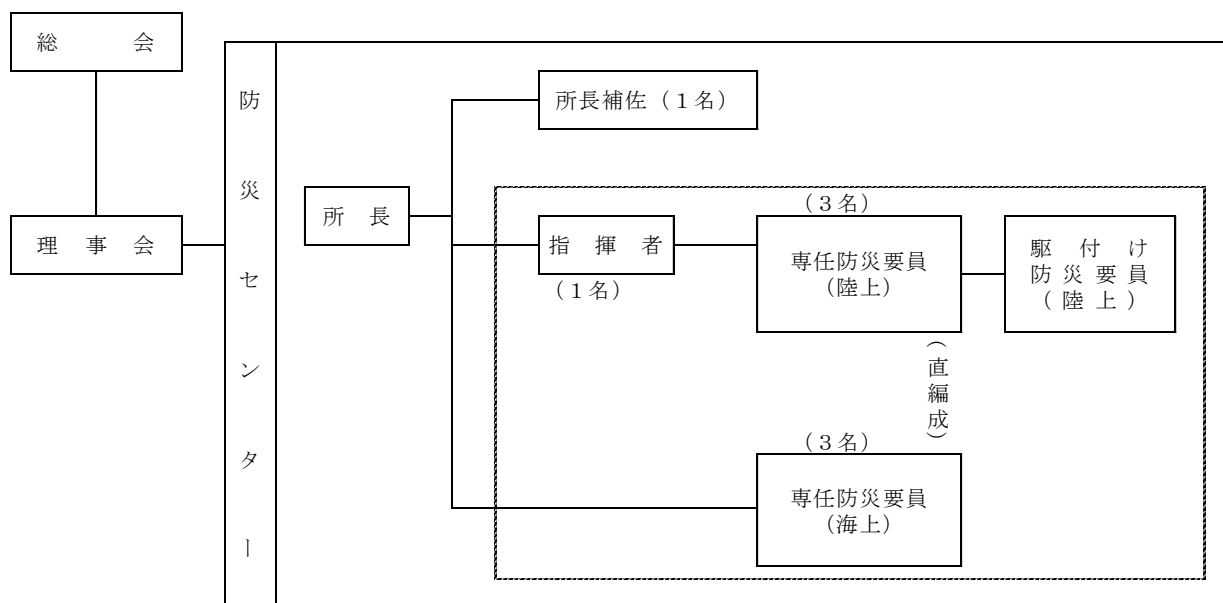 総　　　会
理　事　会
防災センター
所　長
所長補佐（１名）
指　揮　者
（１名）
（３名）
専任防災要員
（陸上）
駆　付　け
防 災 要 員
（ 陸 上 ）
（直編成）
（３名）
専任防災要員
（海上）